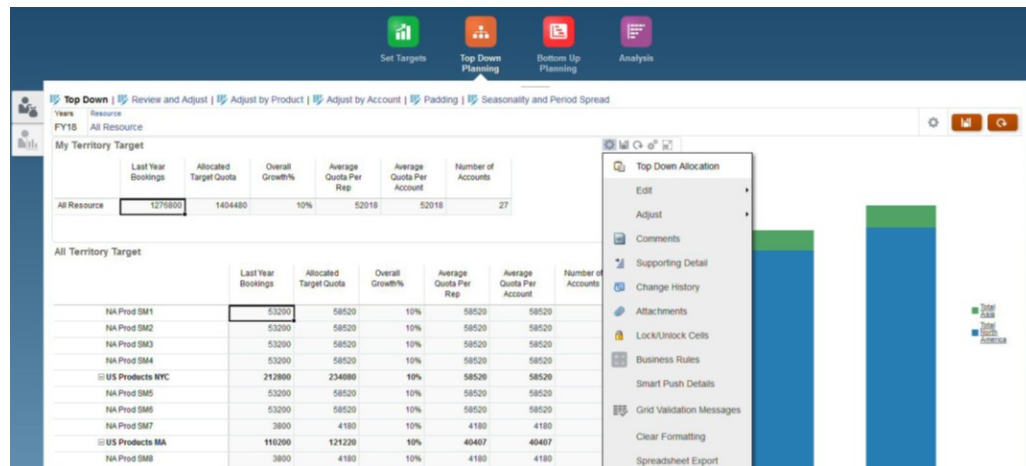 Set Targets
Top Down Planning
Bottom Up Planning
Analysis
Top Down | Review and Adjust | Adjust by Product | Adjust by Account | Padding | Seasonality and Period Spread
Years Resource
FY18 All Resource
My Territory Target
Last Year Bookings Allocated Target Quota Overall Growth% Average Quota Per Rep Average Quota Per Account Number of Accounts
All Resource 1276800 1404480 10% 52018 52018 27
All Territory Target
Last Year Bookings Allocated Target Quota Overall Growth% Average Quota Per Rep Average Quota Per Account Number of Accounts
NA Prod SM1 53200 58520 10% 58520 58520
NA Prod SM2 53200 58520 10% 58520 58520
NA Prod SM3 53200 58520 10% 58520 58520
NA Prod SM4 53200 58520 10% 58520 58520
US Products NYC 212800 234080 10% 58520 58520
NA Prod SM5 53200 58520 10% 58520 58520
NA Prod SM6 53200 58520 10% 58520 58520
NA Prod SM7 3800 4180 10% 4180 4180
US Products MA 110200 121220 10% 40407 40407
NA Prod SM8 3800 4180 10% 4180 4180
Top Down Allocation
Edit
Adjust
Comments
Supporting Detail
Change History
Attachments
Lock/Unlock Cells
Business Rules
Smart Push Details
Grid Validation Messages
Clear Formatting
Spreadsheet Export
Total Asia
Total North America